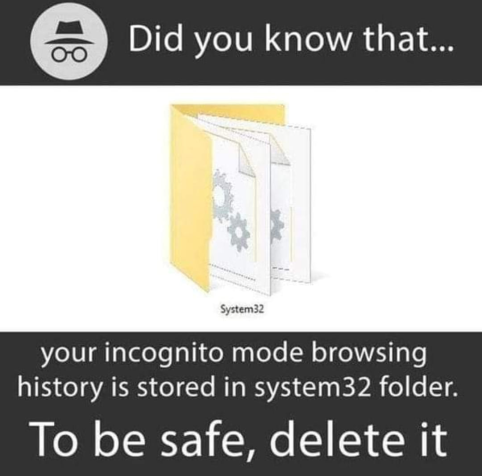 Did you know that...
System32
your incognito mode browsing
history is stored in system32 folder.
To be safe, delete it